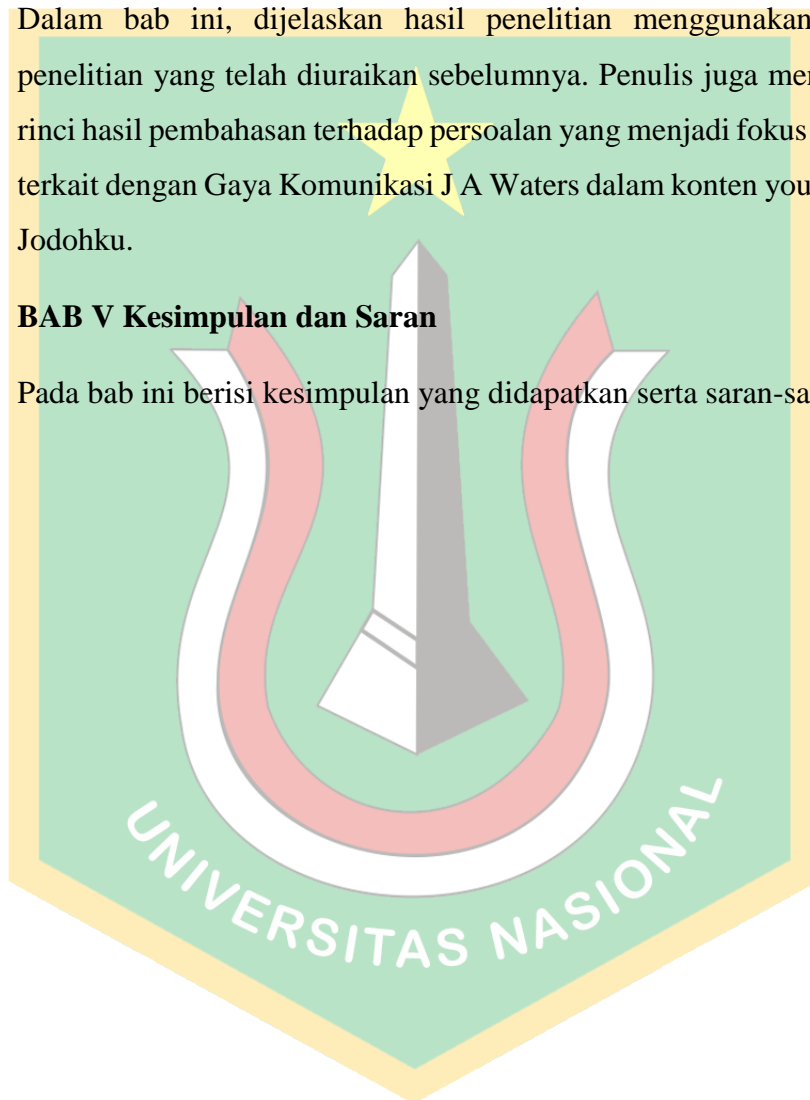 Dalam bab ini, dijelaskan hasil penelitian menggunakan
penelitian yang telah diuraikan sebelumnya. Penulis juga mer
rinci hasil pembahasan terhadap persoalan yang menjadi fokus
terkait dengan Gaya Komunikasi J A Waters dalam konten you
Jodohku.
BAB V Kesimpulan dan Saran
Pada bab ini berisi kesimpulan yang didapatkan serta saran-sa
UNIVERSITAS NASIONAL